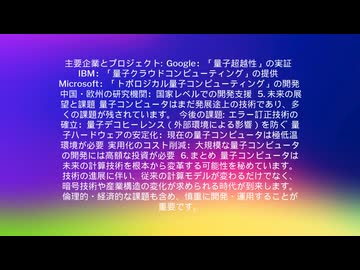 主要企業とプロジェクト: Google: 「量子超越性」の実証
IBM: 「量子クラウドコンピューティング」の提供
Microsoft: 「トポロジカル量子コンピューティング」の開発
中国・欧州の研究機関: 国家レベルでの開発支援 5. 未来の展
望と課題 量子コンピュータはまだ発展途上の技術であり、多
くの課題が残されています。 今後の課題: エラー訂正技術の
確立: 量子デコヒーレンス（外部環境による影響）を防ぐ 量
子ハードウェアの安定化: 現在の量子コンピュータは極低温
環境が必要 実用化のコスト削減: 大規模な量子コンピュータ
の開発には高額な投資が必要 6. まとめ 量子コンピュータは
未来の計算技術を根本から変革する可能性を秘めています。
技術の進展に伴い、従来の計算モデルが変わるだけでなく、
暗号技術や産業構造の変化が求められる時代が到来します。
倫理的・経済的な課題も含め、慎重に開発・運用することが
重要です。